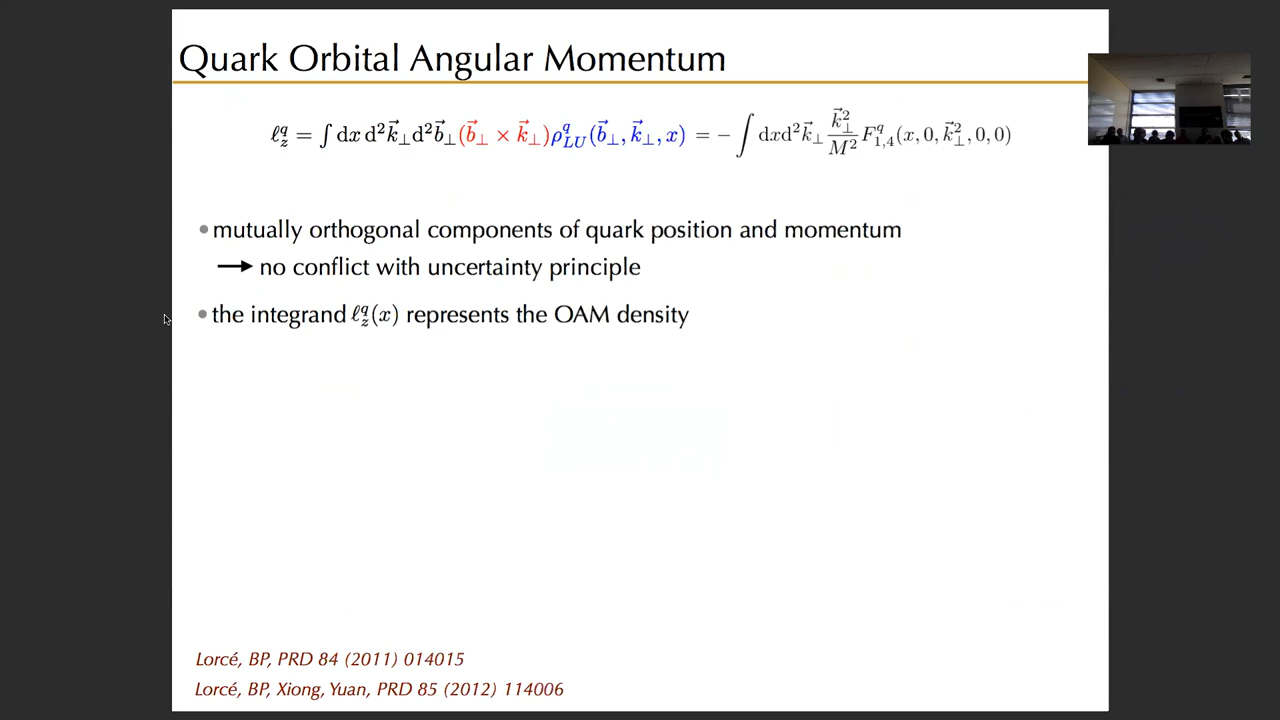 Quark Orbital Angular Momentum
ℓ_z^q = ∫ dx d²k⃗_⊥ d²b⃗_⊥ (b⃗_⊥ × k⃗_⊥) ρ_{LU}^q(b⃗_⊥, k⃗_⊥, x) = − ∫ dx d²k⃗_⊥ k⃗_⊥²/M² F_{1,4}^q(x, 0, k⃗_⊥², 0, 0)
• mutually orthogonal components of quark position and momentum
→ no conflict with uncertainty principle
• the integrand ℓ_z^q(x) represents the OAM density
Lorcé, BP, PRD 84 (2011) 014015
Lorcé, BP, Xiong, Yuan, PRD 85 (2012) 114006